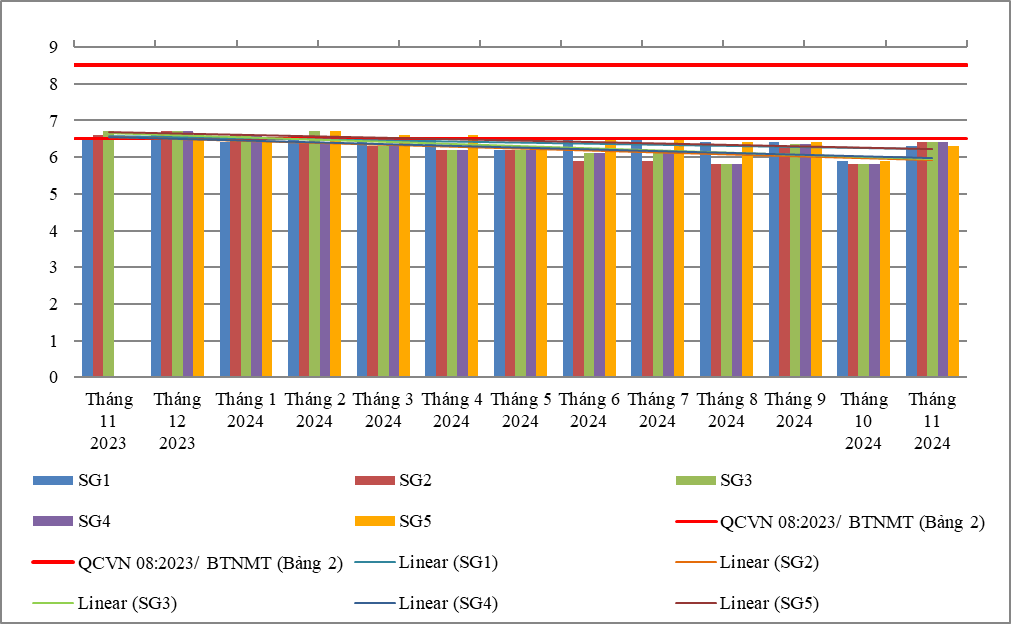 9
8
7
6
5
4
3
2
1
0
Tháng 11 2023
Tháng 12 2023
Tháng 1 2024
Tháng 2 2024
Tháng 3 2024
Tháng 4 2024
Tháng 5 2024
Tháng 6 2024
Tháng 7 2024
Tháng 8 2024
Tháng 9 2024
Tháng 10 2024
Tháng 11 2024
SG1
SG2
SG3
SG4
SG5
QCVN 08:2023/ BTNMT (Bảng 2)
QCVN 08:2023/ BTNMT (Bảng 2)
Linear (SG1)
Linear (SG2)
Linear (SG3)
Linear (SG4)
Linear (SG5)